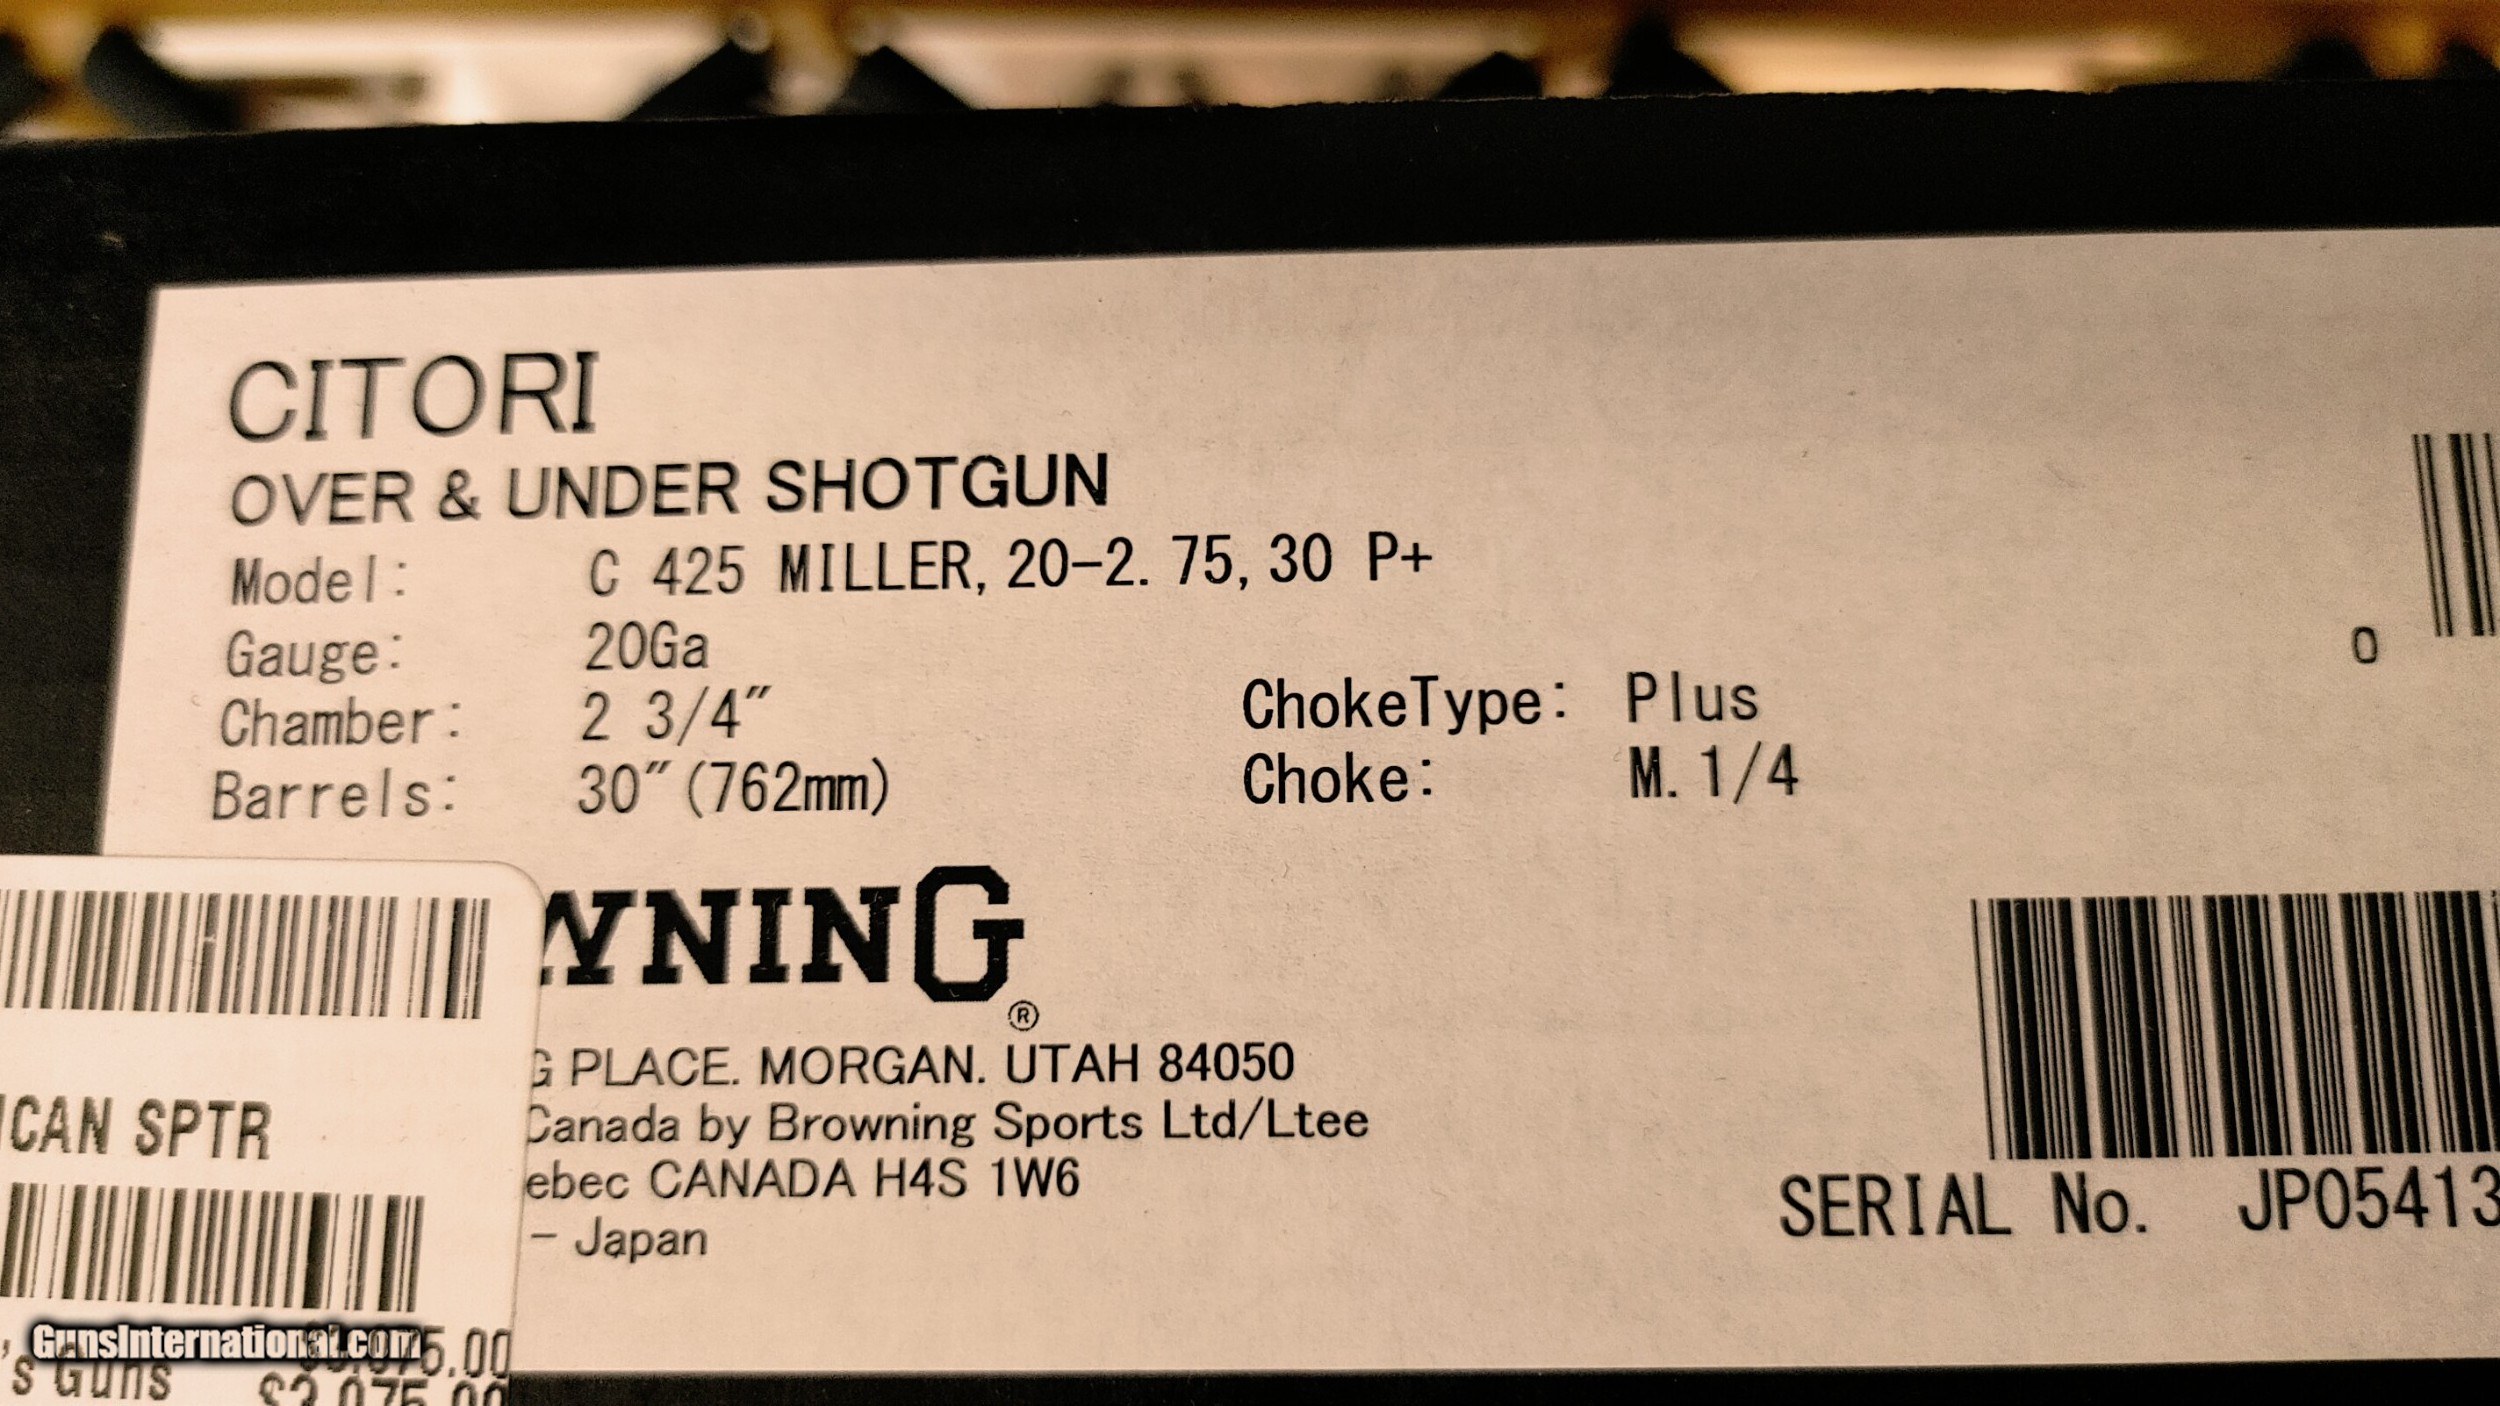 CITORI
OVER & UNDER SHOTGUN
Model: C 425 MILLER, 20-2. 75, 30 P+
Gauge: 20Ga
Chamber: 2 3/4" ChokeType: Plus
Barrels: 30"(762mm) Choke: M. 1/4
0
WNING®
G PLACE. MORGAN. UTAH 84050
Canada by Browning Sports Ltd/Ltee
ebec CANADA H4S 1W6
- Japan
SERIAL No. JP05413
ICAN SPTR
GunsInternational.com
's Guns